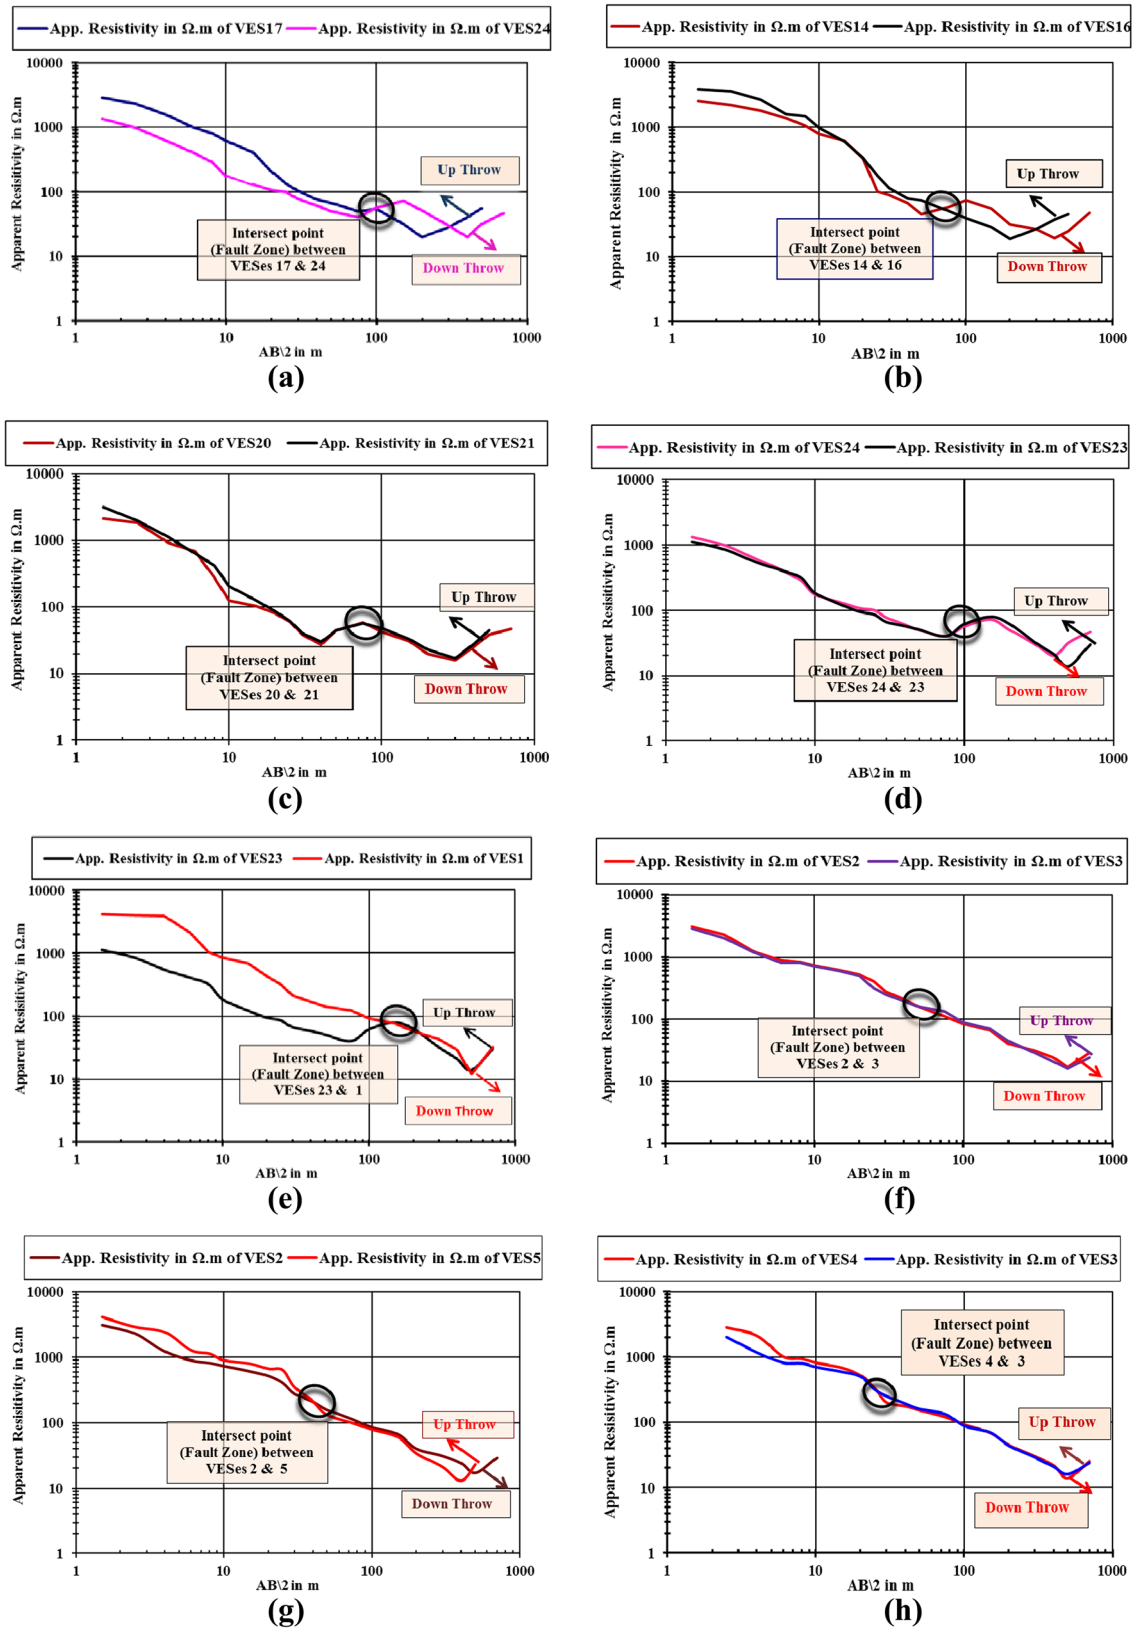 App. Resistivity in Ω.m of VES17 App. Resistivity in Ω.m of VES24
Apparent Resisitivity in Ω.m
10000
1000
100
10
1
1 10 100 1000
AB\2 in m
Up Throw
Intersect point
(Fault Zone) between
VESes 17 & 24
Down Throw
(a)
App. Resistivity in Ω.m of VES14 App. Resistivity in Ω.m of VES16
Apparent Resisitivity in Ω.m
10000
1000
100
10
1
1 10 100 1000
AB\2 in m
Up Throw
Intersect point
(Fault Zone) between
VESes 14 & 16
Down Throw
(b)
App. Resistivity in Ω.m of VES20 App. Resistivity in Ω.m of VES21
Apparent Resisitivity in Ω.m
10000
1000
100
10
1
1 10 100 1000
AB\2 in m
Up Throw
Intersect point
(Fault Zone) between
VESes 20 & 21
Down Throw
(c)
App. Resistivity in Ω.m of VES24 App. Resistivity in Ω.m of VES23
Apparent Resisitivity in Ω.m
10000
1000
100
10
1
1 10 100 1000
AB\2 in m
Up Throw
Intersect point
(Fault Zone) between
VESes 24 & 23
Down Throw
(d)
App. Resistivity in Ω.m of VES23 App. Resistivity in Ω.m of VES1
Apparent Resisitivity in Ω.m
10000
1000
100
10
1
1 10 100 1000
AB\2 in m
Up Throw
Intersect point
(Fault Zone) between
VESes 23 & 1
Down Throw
(e)
App. Resistivity in Ω.m of VES2 App. Resistivity in Ω.m of VES3
Apparent Resisitivity in Ω.m
10000
1000
100
10
1
1 10 100 1000
AB\2 in m
Up Throw
Intersect point
(Fault Zone) between
VESes 2 & 3
Down Throw
(f)
App. Resistivity in Ω.m of VES2 App. Resistivity in Ω.m of VES5
Apparent Resisitivity in Ω.m
10000
1000
100
10
1
1 10 100 1000
AB\2 in m
Up Throw
Intersect point
(Fault Zone) between
VESes 2 & 5
Down Throw
(g)
App. Resistivity in Ω.m of VES4 App. Resistivity in Ω.m of VES3
Apparent Resisitivity in Ω.m
10000
1000
100
10
1
1 10 100 1000
AB\2 in m
Intersect point
(Fault Zone) between
VESes 4 & 3
Up Throw
Down Throw
(h)